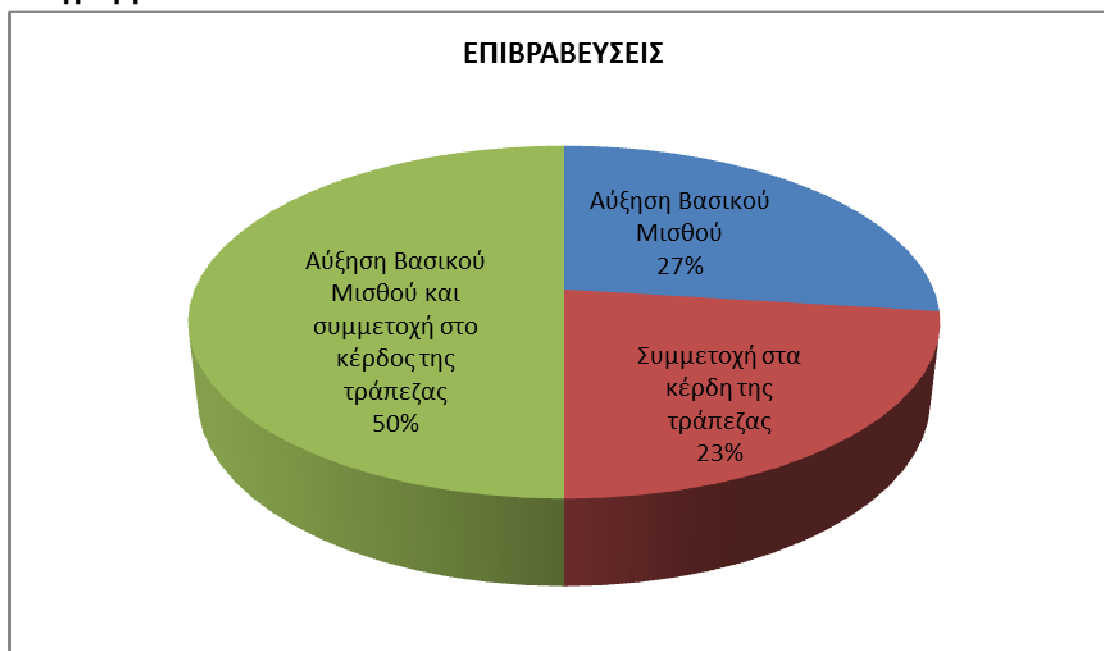 ΕΠΙΒΡΑΒΕΥΣΕΙΣ
Αύξηση Βασικού
Μισθού
27%
Αύξηση Βασικού
Μισθού και
συμμετοχή στο
κέρδος της
τράπεζας
50%
Συμμετοχή στα
κέρδη της
τράπεζας
23%